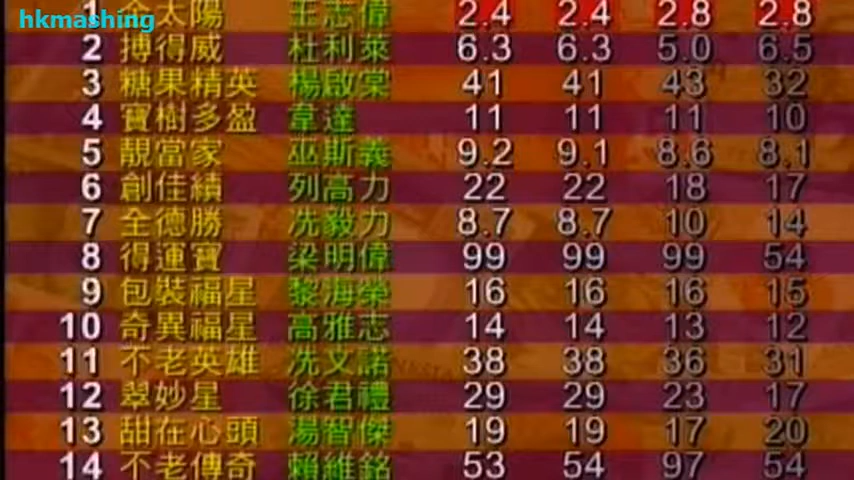 hkmashing
1 太陽 王志偉 2.4 2.4 2.8 2.8
2 搏得威 杜利萊 6.3 6.3 5.0 6.5
3 糖果精英 楊啟棠 41 41 43 32
4 寶樹多盈 韋達 11 11 11 10
5 靚富家 巫斯義 9.2 9.1 8.6 8.1
6 創佳績 列高力 22 22 18 17
7 全德勝 冼毅力 8.7 8.7 10 14
8 得運寶 梁明偉 99 99 99 54
9 包裝福星 黎海榮 16 16 16 15
10 奇異福星 高雅志 14 14 13 12
11 不老英雄 冼文諾 38 38 36 31
12 翠妙星 徐君禮 29 29 23 17
13 甜在心頭 湯智傑 19 19 17 20
14 不老傳奇 賴維銘 53 54 97 54